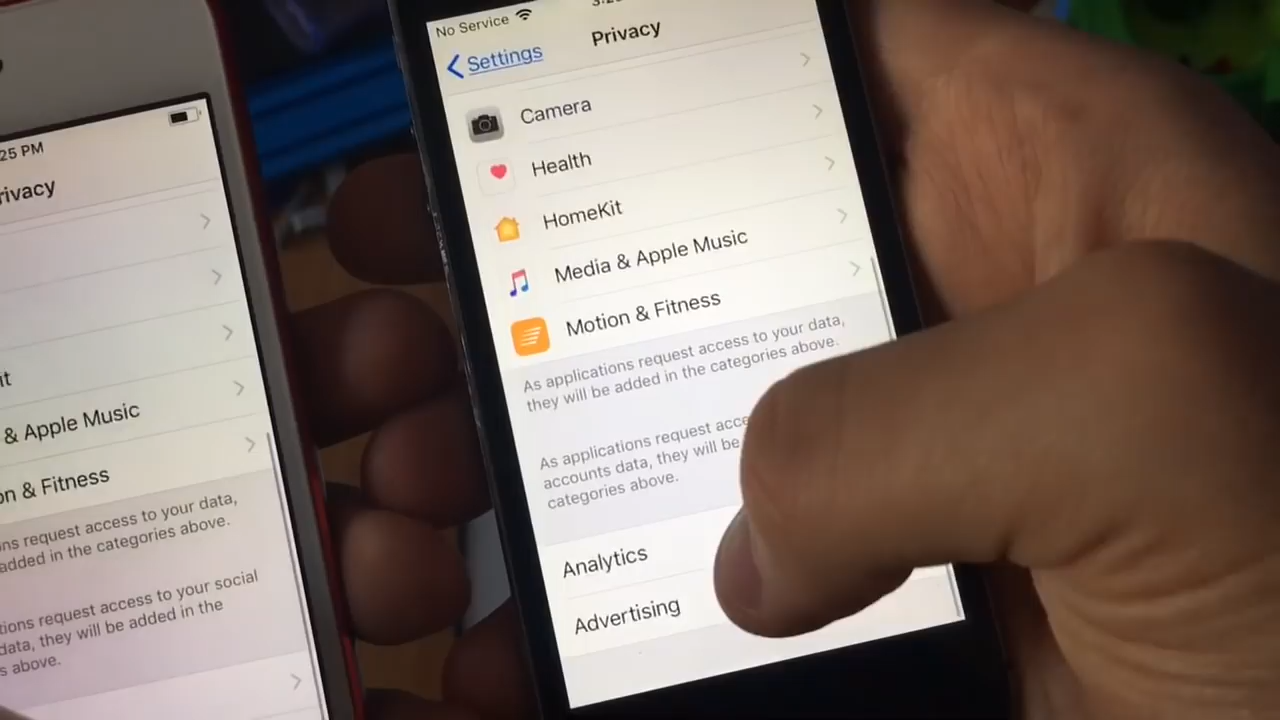 25 PM
rivacy
it
& Apple Music
on & Fitness
ns request access to your data,
added in the categories above.
tions request access to your social
data, they will be added in the
s above.
No Service
Privacy
Settings
Camera
Health
HomeKit
Media & Apple Music
Motion & Fitness
As applications request access to your data,
they will be added in the categories above.
As applications request acce
accounts data, they will be
categories above.
Analytics
Advertising